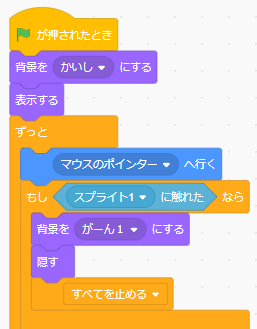 が押されたとき
背景を かいし にする
表示する
ずっと
マウスのポインター へ行く
もし スプライト1 に触れた なら
背景を がーん１ にする
隠す
すべてを止める